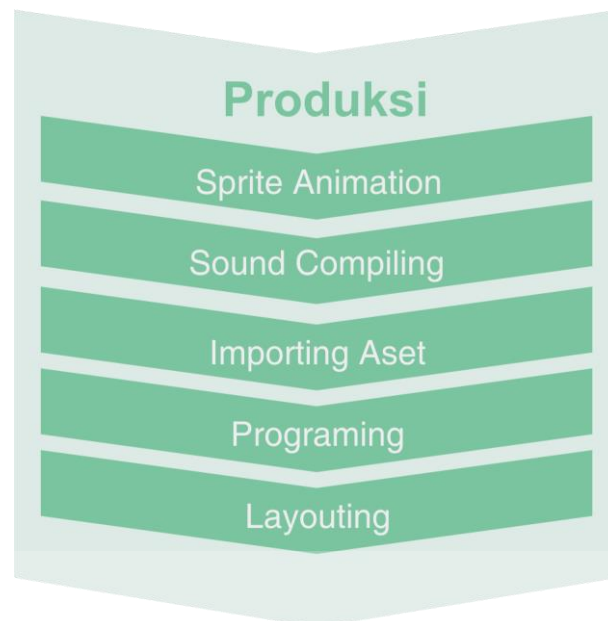 Produksi
Sprite Animation
Sound Compiling
Importing Aset
Programing
Layouting